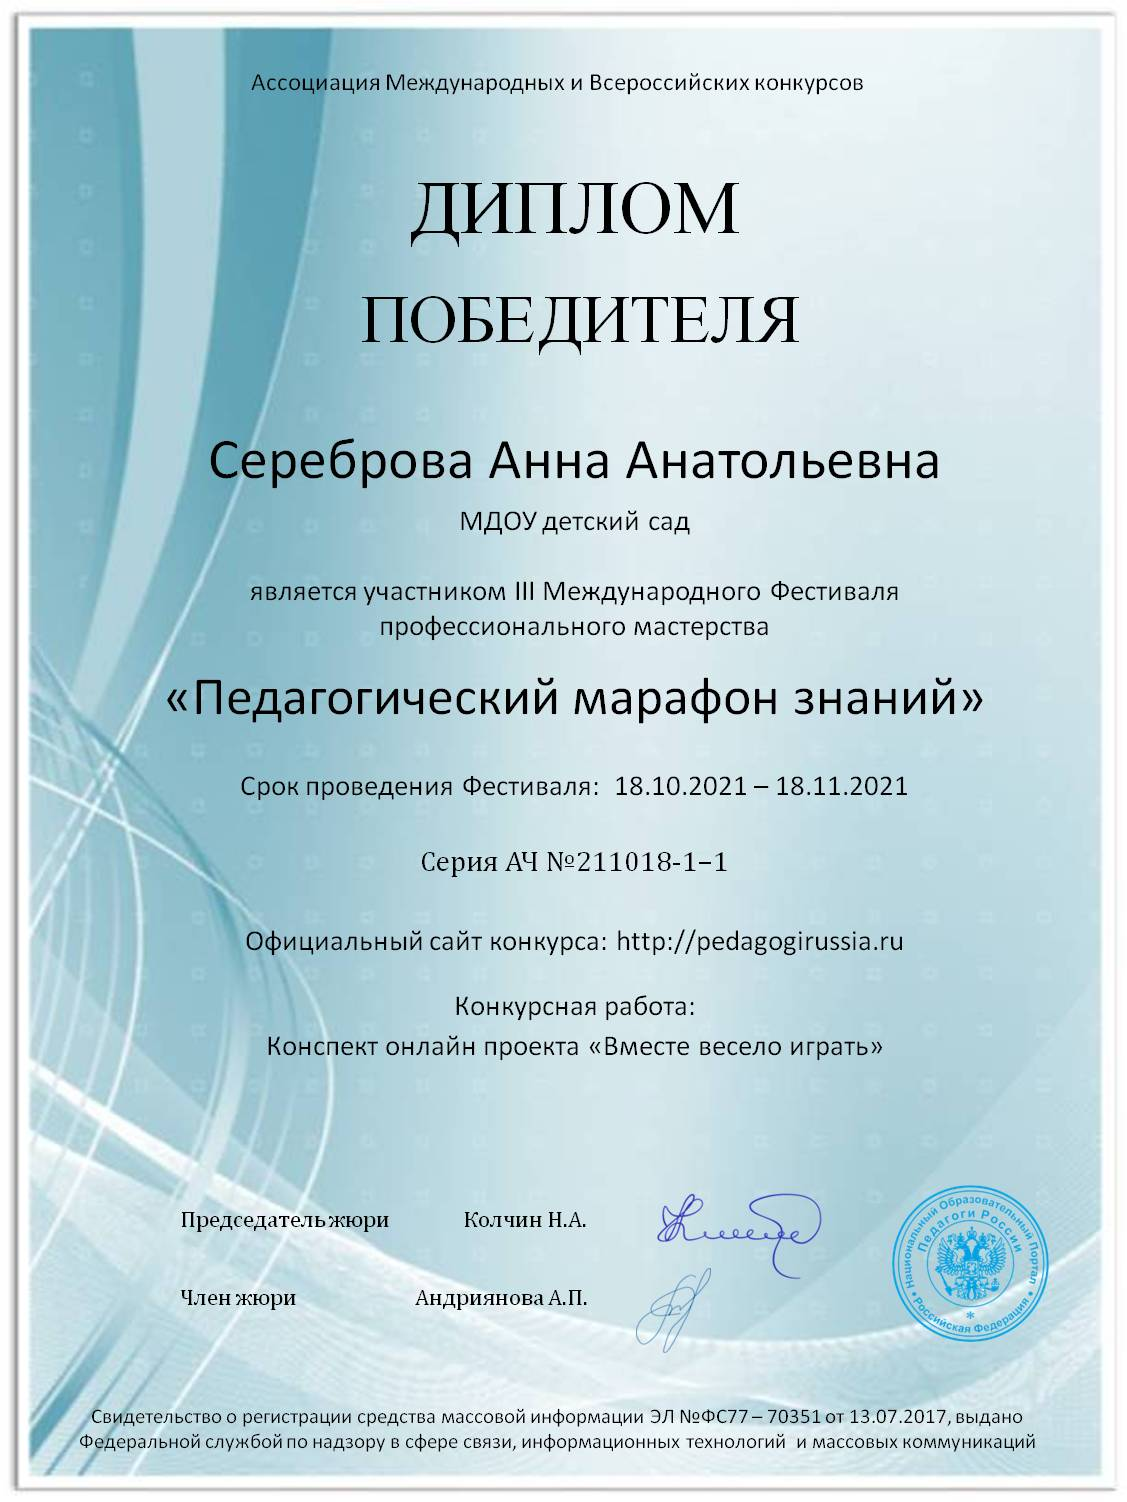 Ассоциация Международных и Всероссийских конкурсов
ДИПЛОМ
ПОБЕДИТЕЛЯ
Сереброва Анна Анатольевна
МДОУ детский сад
является участником III Международного Фестиваля
профессионального мастерства
«Педагогический марафон знаний»
Срок проведения Фестиваля: 18.10.2021 – 18.11.2021
Серия АЧ №211018-1–1
Официальный сайт конкурса: http://pedagogirussia.ru
Конкурсная работа:
Конспект онлайн проекта «Вместе весело играть»
Председатель жюри Колчин Н.А.
Член жюри Андриянова А.П.
Национальный Образовательный Портал
Педагоги России
Российская Федерация
Свидетельство о регистрации средства массовой информации ЭЛ №ФС77 – 70351 от 13.07.2017, выдано
Федеральной службой по надзору в сфере связи, информационных технологий и массовых коммуникаций